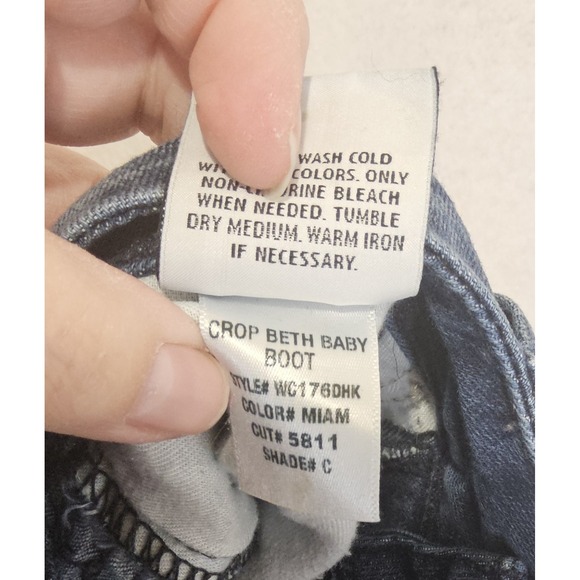 WASH COLD
COLORS. ONLY
BLEACH
WHEN NEEDED. TUMBLE
DRY MEDIUM. WARM IRON
IF NECESSARY.
CROP BETH BABY
BOOT
STYLE# WC176DHK
COLOR# MIAM
CUT# 5811
SHADE# C